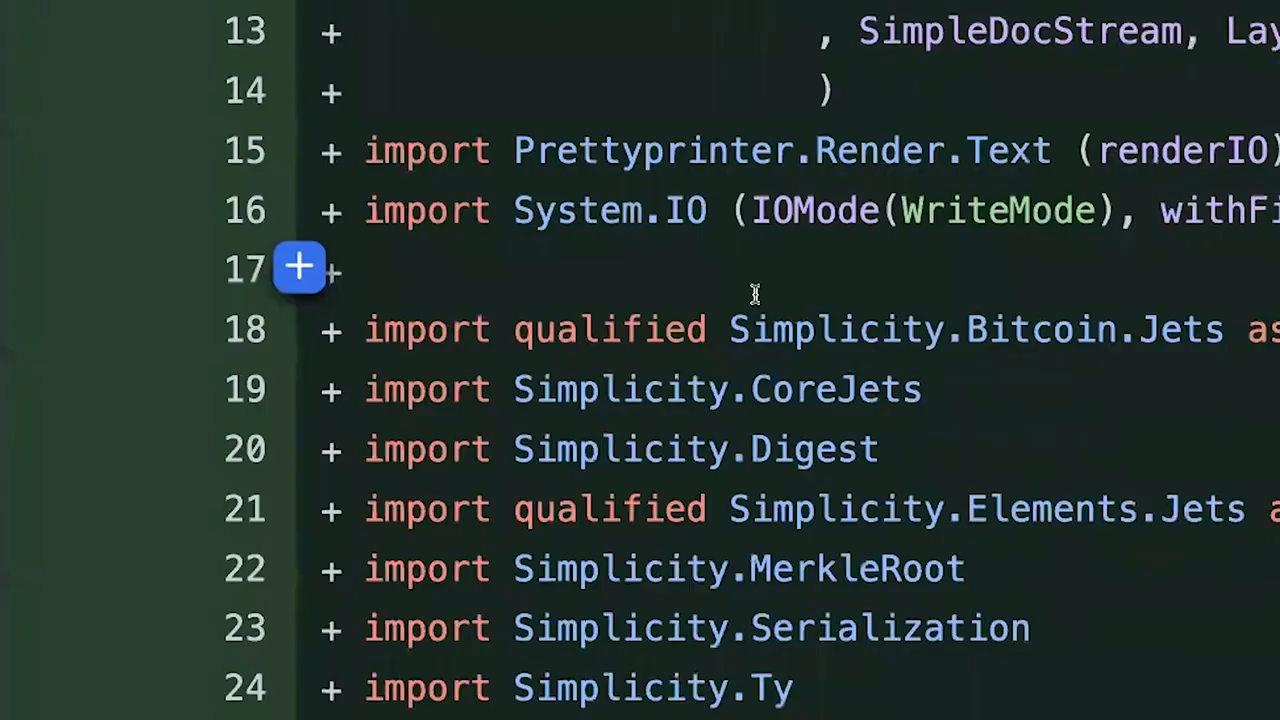 13 + , SimpleDocStream,
14 + )
15 + import Prettyprinter.Render.Text (renderIO)
16 + import System.IO (IOMode(WriteMode),
17 +
18 + import qualified Simplicity.Bitcoin.Jets as
19 + import Simplicity.CoreJets
20 + import Simplicity.Digest
21 + import qualified Simplicity.Elements.Jets
22 + import Simplicity.MerkleRoot
23 + import Simplicity.Serialization
24 + import Simplicity.Ty